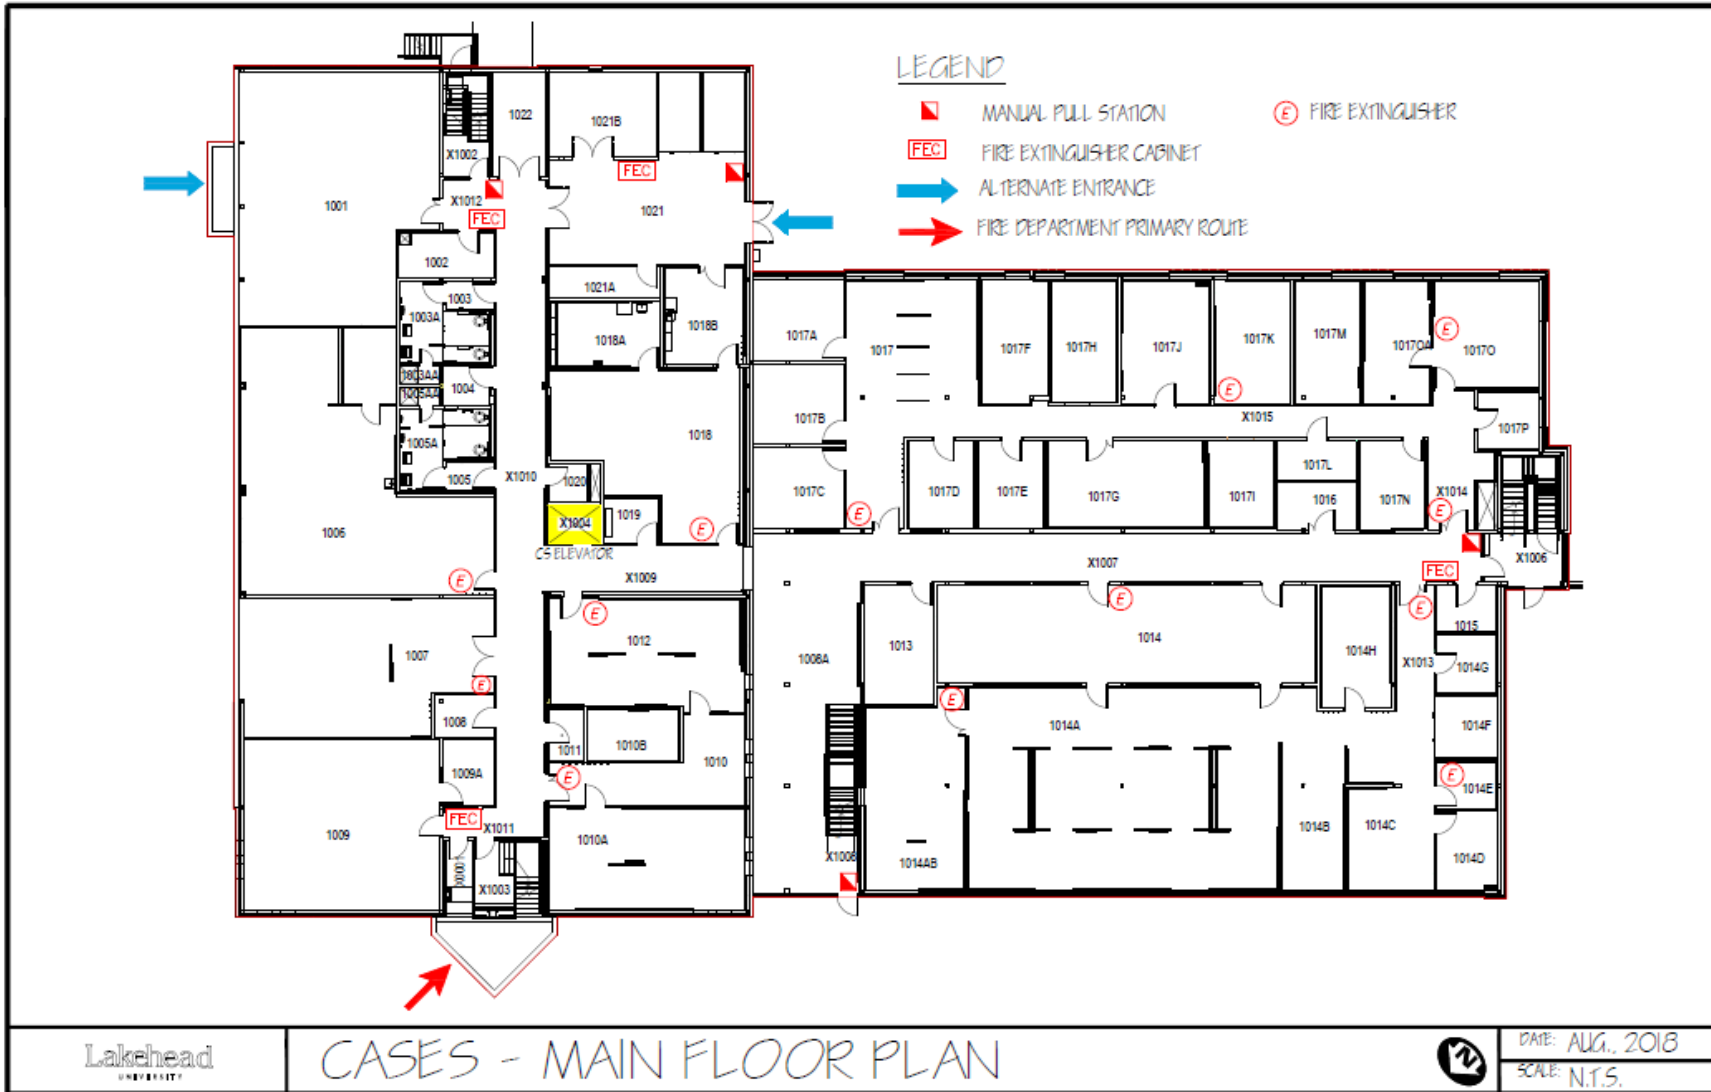 LEGEND
MANUAL PULL STATION
E FIRE EXTINGUISHER
FEC FIRE EXTINGUISHER CABINET
ALTERNATE ENTRANCE
FIRE DEPARTMENT PRIMARY ROUTE
1022
1021B
X1002
FEC
1001
X1012
FEC
1021
1002
1003
1021A
1003A
1018A
1018B
1003AA
1004
1005AA
1005A
1018
1005
X1010
1020
X1004
1019
E
CS ELEVATOR
1006
X1009
E
E
1012
1007
E
1008
1011
1010B
1010
1009A
E
FEC
X1011
1009
1010A
X1001
X1003
1017A
1017
1017F
1017H
1017J
1017K
1017M
1017OA
E
1017O
E
1017B
X1015
1017P
1017C
1017D
1017E
1017G
1017I
1017L
1016
1017N
X1014
E
E
X1007
FEC
X1006
E
E
1015
1008A
1013
1014
1014H
X1013
1014G
E
1014A
1014F
E
1014E
1014B
1014C
1014D
X1008
1014AB
Lakehead
UNIVERSITY
CASES - MAIN FLOOR PLAN
N
DATE: AUG., 2018
SCALE: N.T.S.